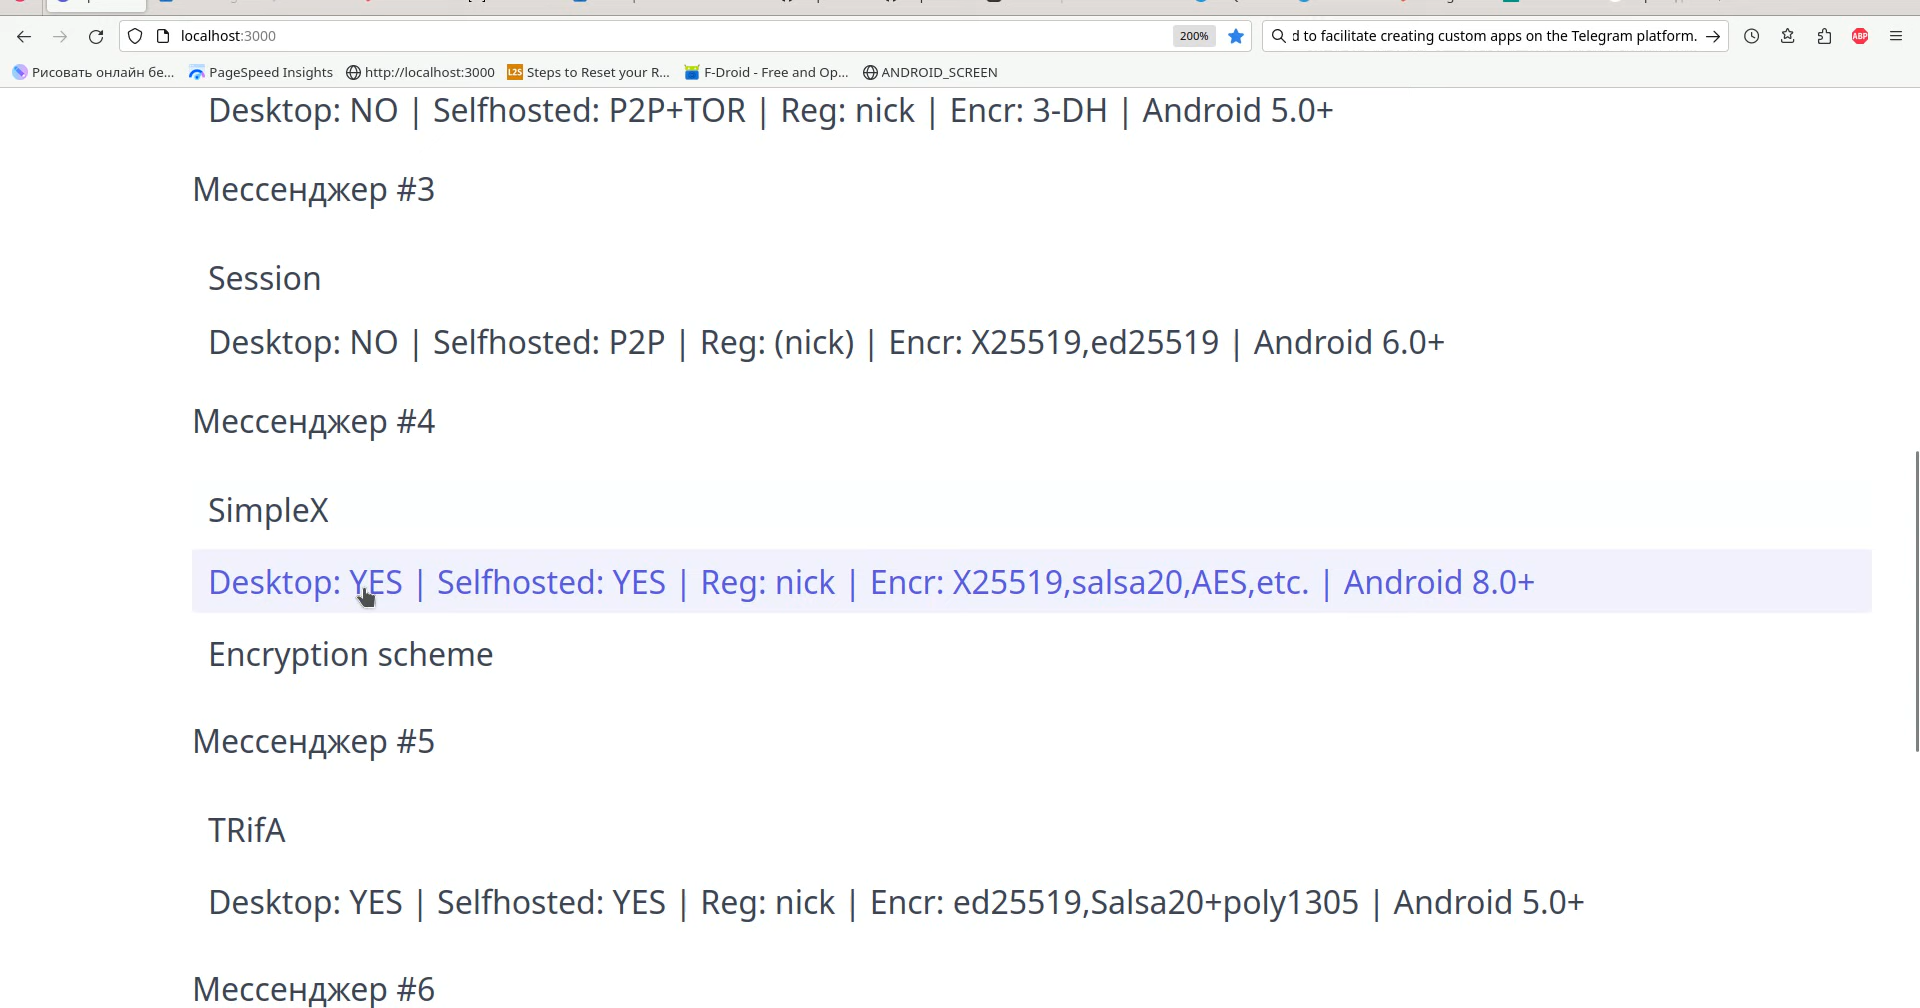 localhost:3000
200%
d to facilitate creating custom apps on the Telegram platform.
ABP
Рисовать онлайн бе...
PageSpeed Insights
http://localhost:3000
L2S
Steps to Reset your R...
F-Droid - Free and Op...
ANDROID_SCREEN
Desktop: NO | Selfhosted: P2P+TOR | Reg: nick | Encr: 3-DH | Android 5.0+
Мессенджер #3
Session
Desktop: NO | Selfhosted: P2P | Reg: (nick) | Encr: X25519,ed25519 | Android 6.0+
Мессенджер #4
SimpleX
Desktop: YES | Selfhosted: YES | Reg: nick | Encr: X25519,salsa20,AES,etc. | Android 8.0+
Encryption scheme
Мессенджер #5
TRifA
Desktop: YES | Selfhosted: YES | Reg: nick | Encr: ed25519,Salsa20+poly1305 | Android 5.0+
Мессенджер #6